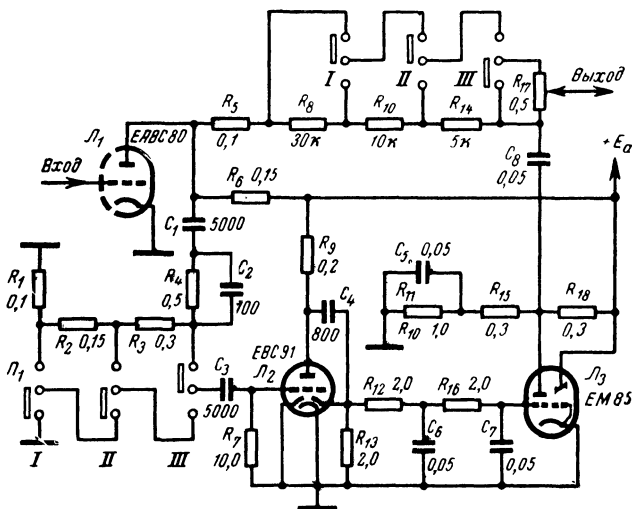 I
II
III
R17
0,5
Выход
R5
0,1
R8
30к
R10
10к
R14
5к
Л1
ЕАВС80
Вход
+Eа
C8
0,05
R6 0,15
C1
5000
R1
0,1
R4
0,5
C2
100
R9
0,2
C4
800
C5 0,05
R11
R10 1,0
R15
0,3
R18
0,3
R2 0,15
R3 0,3
П1
C3
5000
EBC91
Л2
R12 2,0
R16 2,0
Л3
EM85
R7
10,0
R13
2,0
C6
0,05
C7
0,05
I
II
III